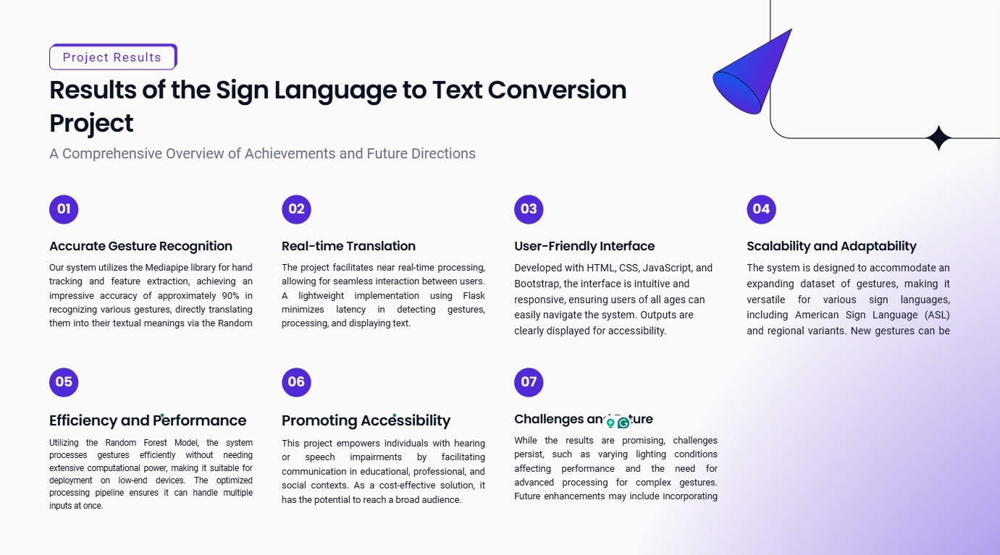 Project Results
Results of the Sign Language to Text Conversion
Project
A Comprehensive Overview of Achievements and Future Directions
01
Accurate Gesture Recognition
Our system utilizes the Mediapipe library for hand
tracking and feature extraction, achieving an
impressive accuracy of approximately 90% in
recognizing various gestures, directly translating
them into their textual meanings via the Random
02
Real-time Translation
The project facilitates near real-time processing,
allowing for seamless interaction between users.
A lightweight implementation using Flask
minimizes latency in detecting gestures,
processing, and displaying text.
03
User-Friendly Interface
Developed with HTML, CSS, JavaScript, and
Bootstrap, the interface is intuitive and
responsive, ensuring users of all ages can
easily navigate the system. Outputs are
clearly displayed for accessibility.
04
Scalability and Adaptability
The system is designed to accommodate an
expanding dataset of gestures, making it
versatile for various sign languages,
including American Sign Language (ASL)
and regional variants. New gestures can be
05
Efficiency and Performance
Utilizing the Random Forest Model, the system
processes gestures efficiently without needing
extensive computational power, making it suitable for
deployment on low-end devices. The optimized
processing pipeline ensures it can handle multiple
inputs at once.
06
Promoting Accessibility
This project empowers individuals with hearing
or speech impairments by facilitating
communication in educational, professional, and
social contexts. As a cost-effective solution, it
has the potential to reach a broad audience.
07
Challenges and Future
While the results are promising, challenges
persist, such as varying lighting conditions
affecting performance and the need for
advanced processing for complex gestures.
Future enhancements may include incorporating